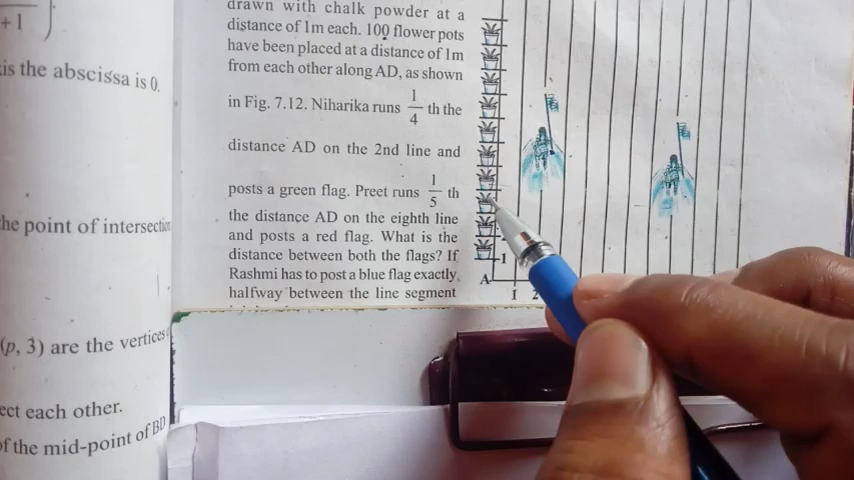 +1
is the abscissa is 0.
the point of intersection
(p, 3) are the vertices
ect each other.
of the mid-point of BD
drawn with chalk powder at a
distance of 1m each. 100 flower pots
have been placed at a distance of 1m
from each other along AD, as shown
in Fig. 7.12. Niharika runs 1/4 th the
distance AD on the 2nd line and
posts a green flag. Preet runs 1/5 th
the distance AD on the eighth line
and posts a red flag. What is the
distance between both the flags? If
Rashmi has to post a blue flag exactly
halfway between the line segment
1
A
1 2